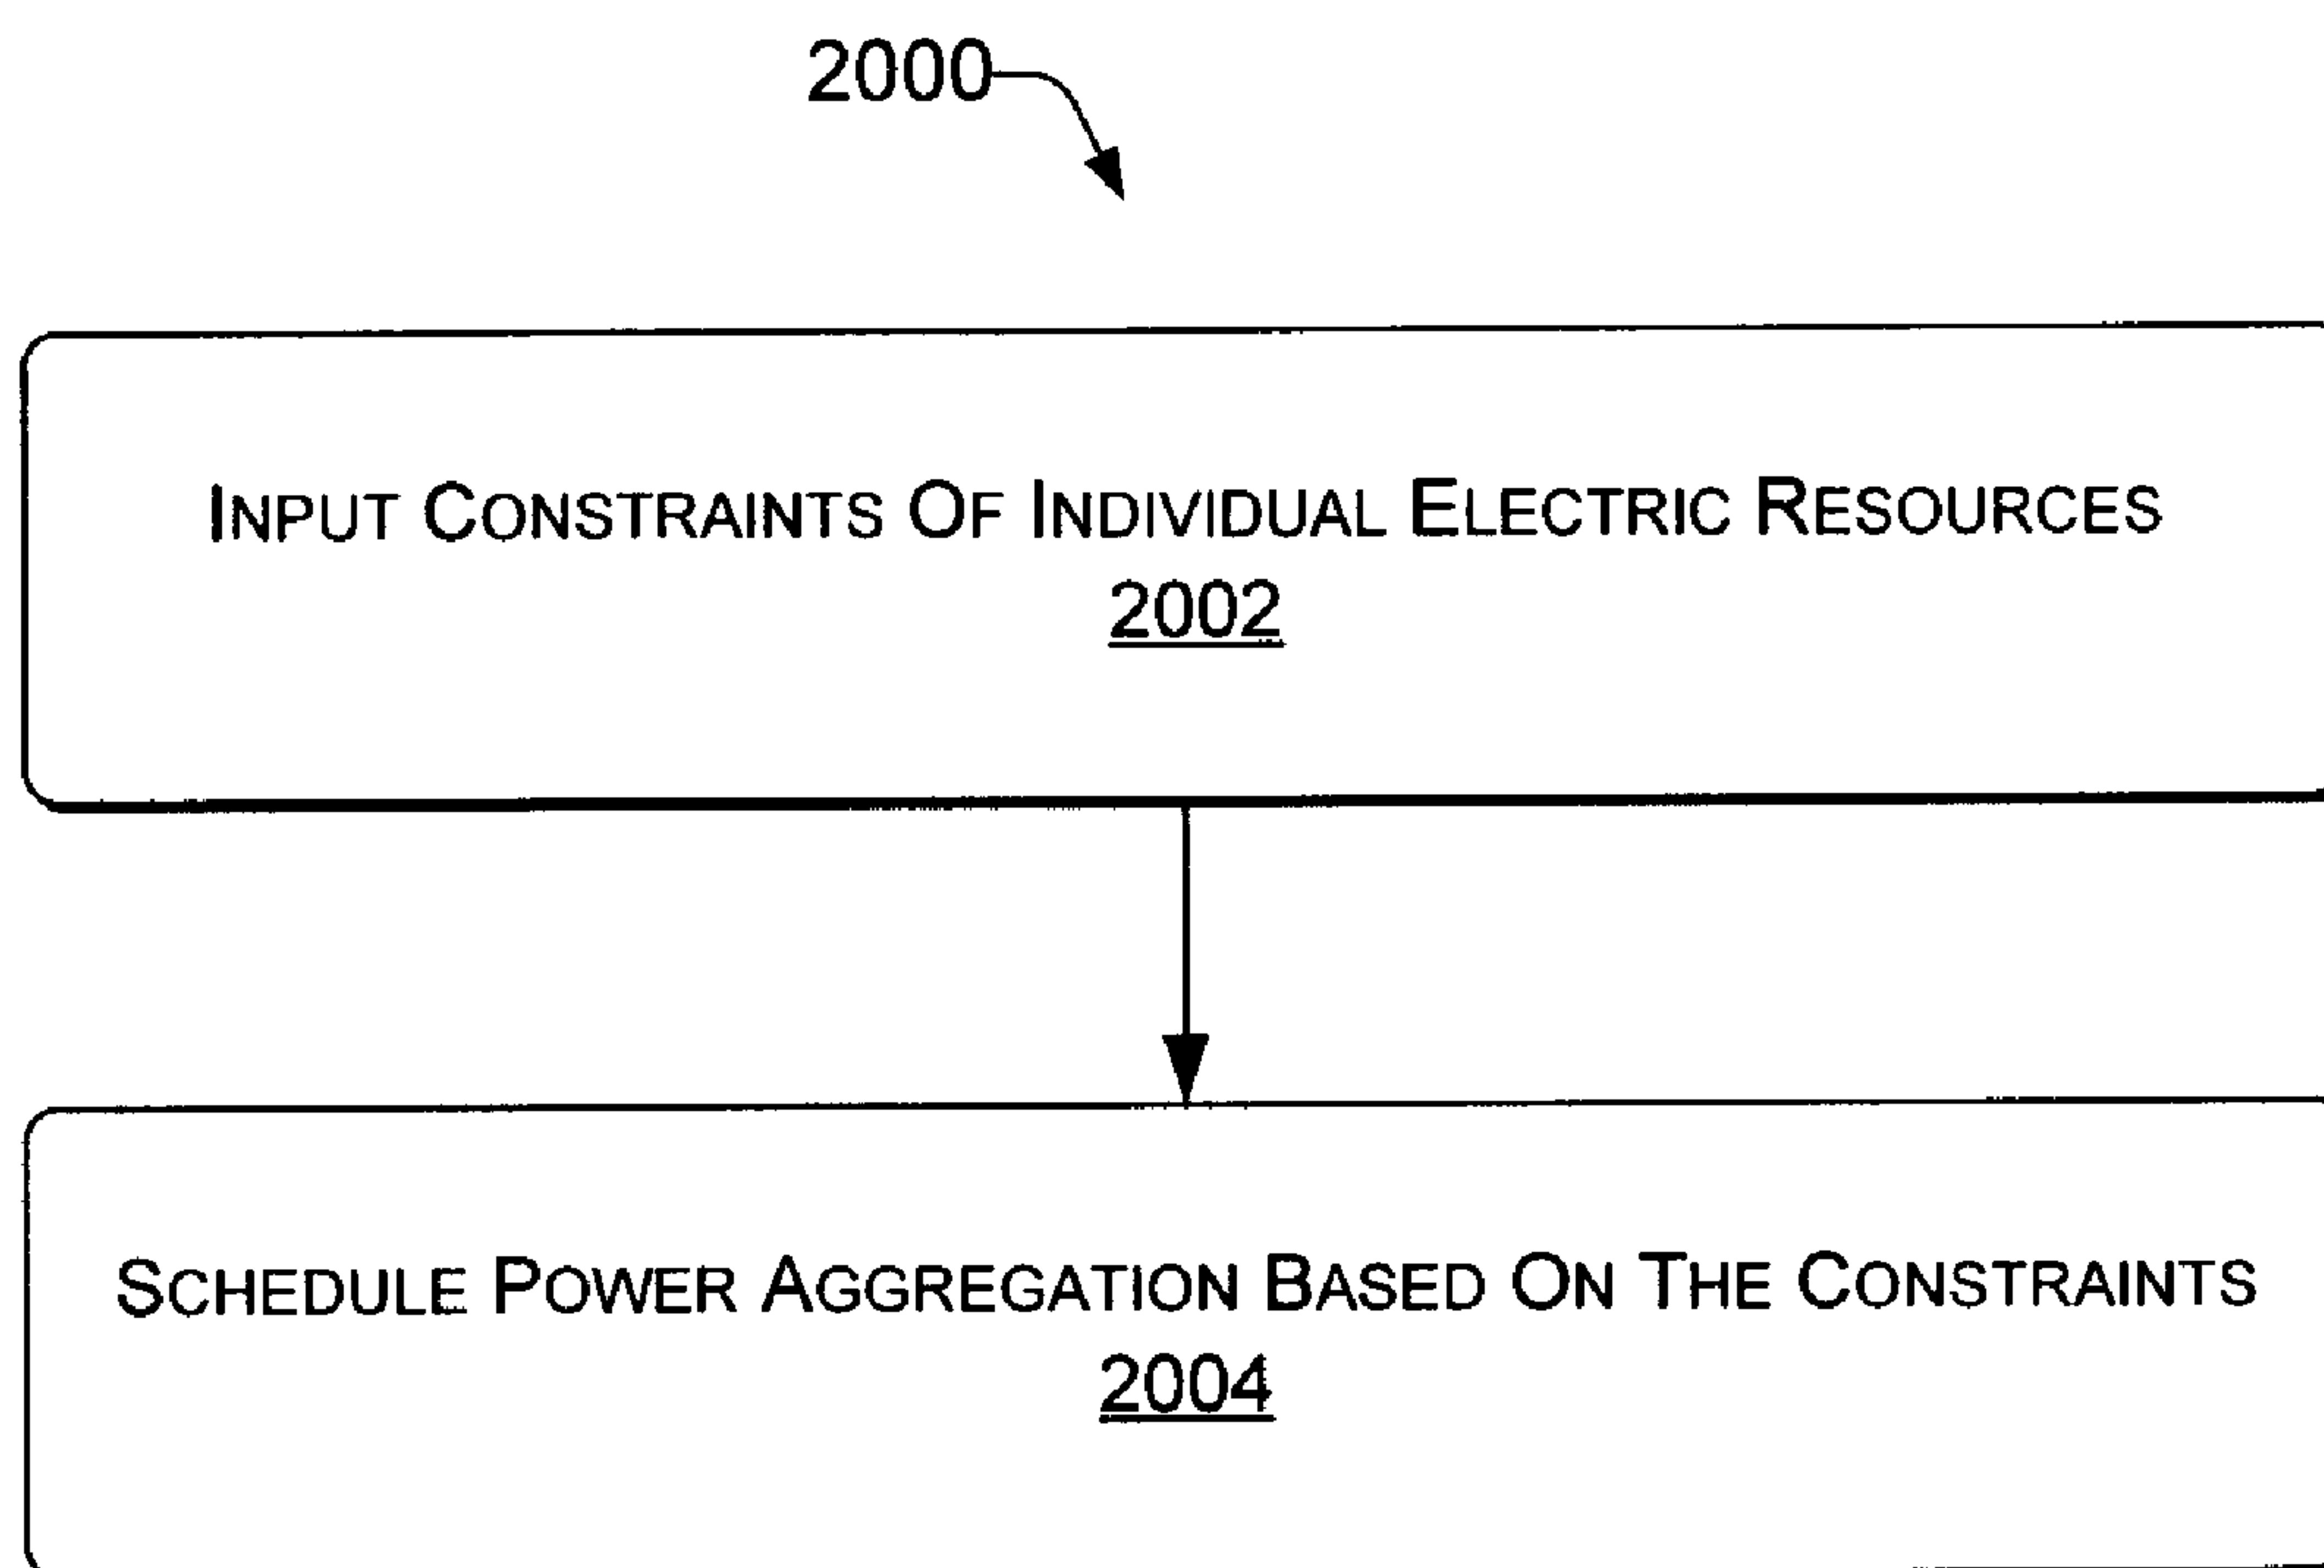 2000
INPUT CONSTRAINTS OF INDIVIDUAL ELECTRIC RESOURCES
2002
SCHEDULE POWER AGGREGATION BASED ON THE CONSTRAINTS
2004